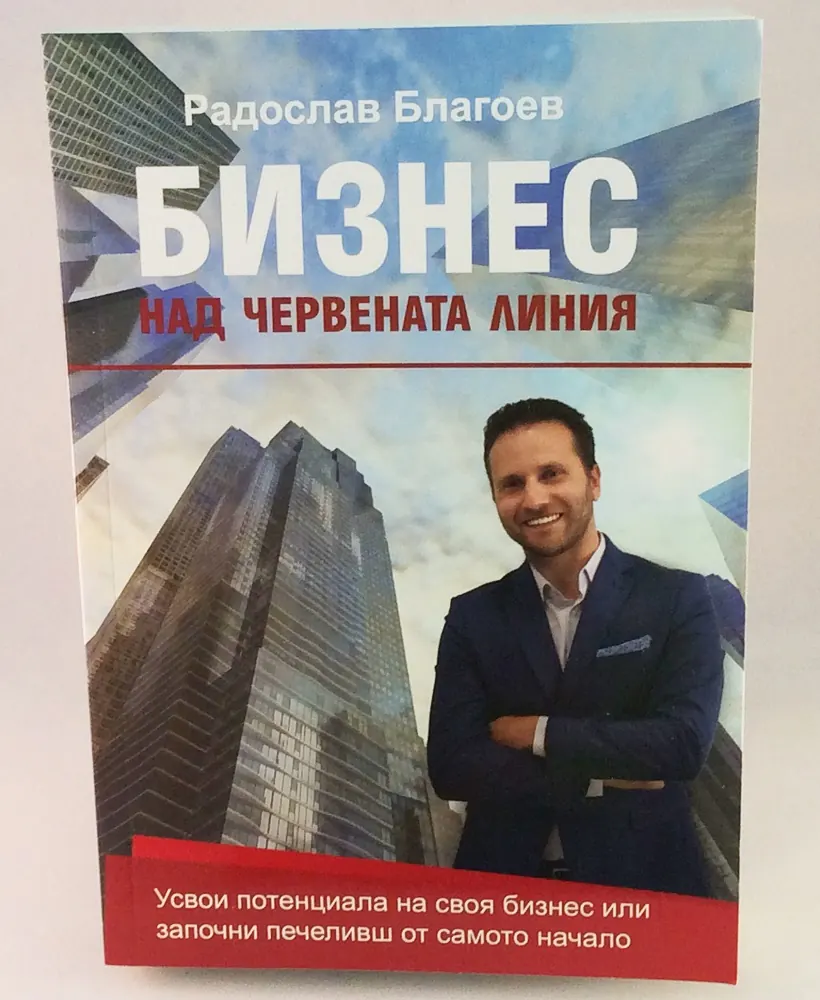 Радослав Благоев
БИЗНЕС
НАД ЧЕРВЕНАТА ЛИНИЯ
Усвои потенциала на своя бизнес или
започни печеливш от самото начало